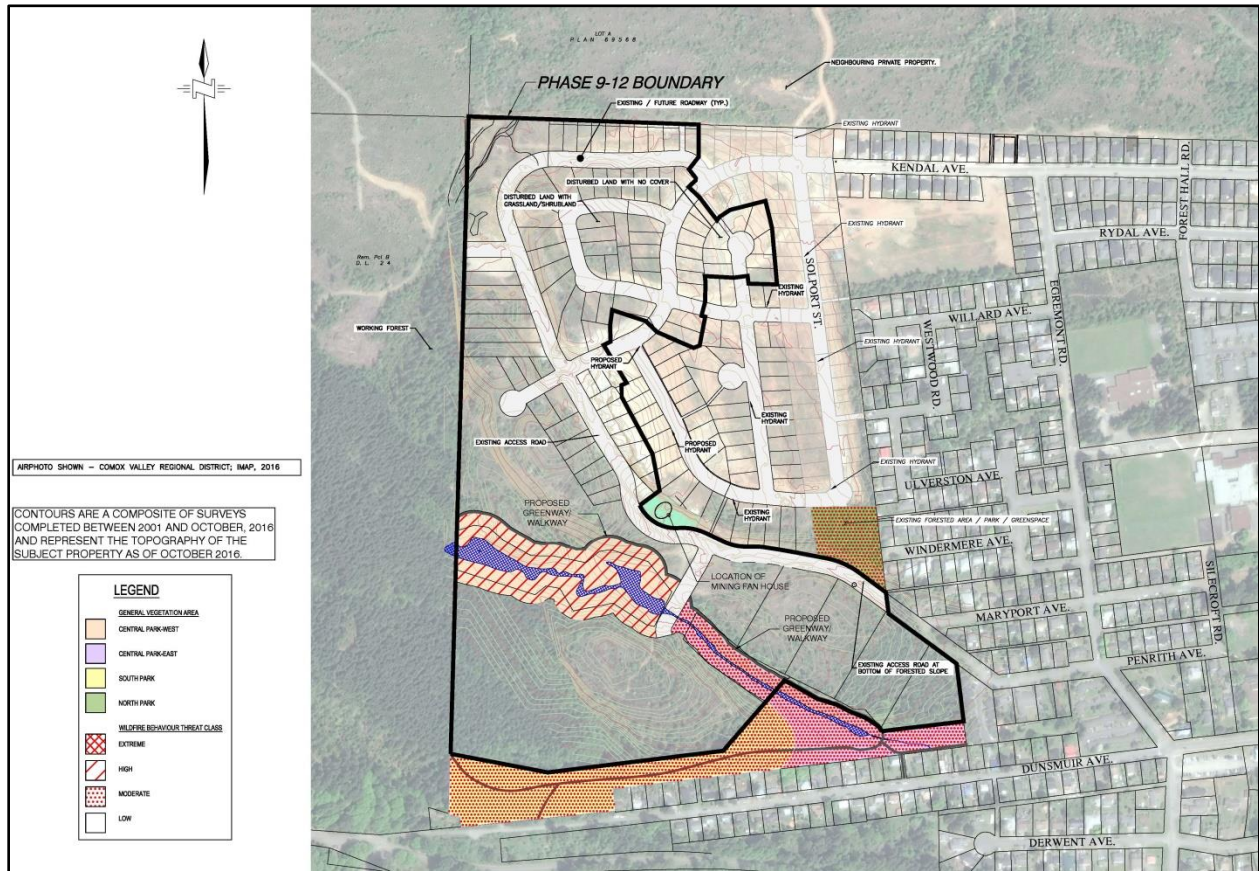 LOT A
PLAN 69568
NEIGHBOURING PRIVATE PROPERTY.
PHASE 9-12 BOUNDARY
EXISTING / FUTURE ROADWAY (TYP.)
EXISTING HYDRANT
KENDAL AVE.
FOREST HALL RD.
DISTURBED LAND WITH NO COVER
DISTURBED LAND WITH
GRASSLAND/SHRUBLAND
EXISTING HYDRANT
RYDAL AVE.
Rem. Pcl B
D.L. 24
SOLPORT ST.
EXISTING
HYDRANT
EGREMONT RD.
WILLARD AVE.
WORKING FOREST
WESTWOOD RD.
EXISTING HYDRANT
PROPOSED
HYDRANT
EXISTING
HYDRANT
EXISTING ACCESS ROAD
PROPOSED
HYDRANT
EXISTING HYDRANT
AIRPHOTO SHOWN - COMOX VALLEY REGIONAL DISTRICT; IMAP, 2016
ULVERSTON AVE.
PROPOSED
GREENWAY/
WALKWAY
EXISTING
HYDRANT
EXISTING FORESTED AREA / PARK / GREENSPACE
CONTOURS ARE A COMPOSITE OF SURVEYS
COMPLETED BETWEEN 2001 AND OCTOBER, 2016
AND REPRESENT THE TOPOGRAPHY OF THE
SUBJECT PROPERTY AS OF OCTOBER 2016.
WINDERMERE AVE.
SILECROFT RD.
LOCATION OF
MINING FAN HOUSE
MARYPORT AVE.
PROPOSED
GREENWAY/
WALKWAY
PENRITH AVE.
EXISTING ACCESS ROAD AT
BOTTOM OF FORESTED SLOPE
LEGEND
GENERAL VEGETATION AREA
CENTRAL PARK-WEST
CENTRAL PARK-EAST
SOUTH PARK
NORTH PARK
WILDFIRE BEHAVIOUR THREAT CLASS
EXTREME
HIGH
MODERATE
LOW
DUNSMUIR AVE.
DERWENT AVE.